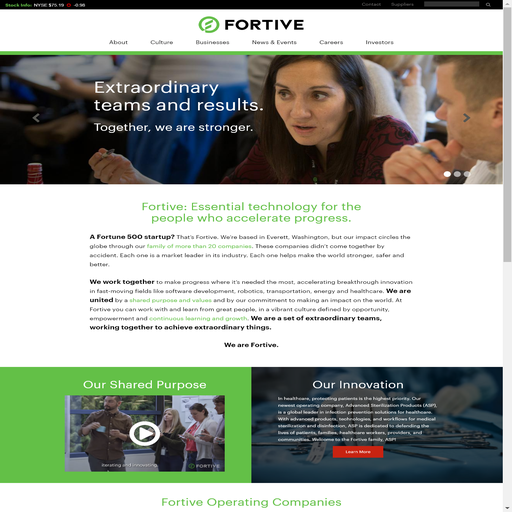 Stock Info: NYSE $75.19 -0.98
Contact Suppliers
FORTIVE
About Culture Businesses News & Events Careers Investors
Extraordinary
teams and results.
Together, we are stronger.
Fortive: Essential technology for the
people who accelerate progress.
A Fortune 500 startup? That's Fortive. We're based in Everett, Washington, but our impact circles the
globe through our family of more than 20 companies. These companies didn't come together by
accident. Each one is a market leader in its industry. Each one helps make the world stronger, safer and
better.
We work together to make progress where it's needed the most, accelerating breakthrough innovation
in fast-moving fields like software development, robotics, transportation, energy and healthcare. We are
united by a shared purpose and values and by our commitment to making an impact on the world. At
Fortive you can work with and learn from great people, in a vibrant culture defined by opportunity,
empowerment and continuous learning and growth. We are a set of extraordinary teams,
working together to achieve extraordinary things.
We are Fortive.
Our Shared Purpose
iterating and innovating.
FORTIVE
Our Innovation
In healthcare, protecting patients is the highest priority. Our
newest operating company, Advanced Sterilization Products (ASP),
is a global leader in infection prevention solutions for healthcare.
With advanced products, technologies, and workflows for medical
sterilization and disinfection, ASP is dedicated to defending the
lives of patients, families, healthcare workers, providers, and
communities. Welcome to the Fortive family, ASP!
Learn More
Fortive Operating Companies